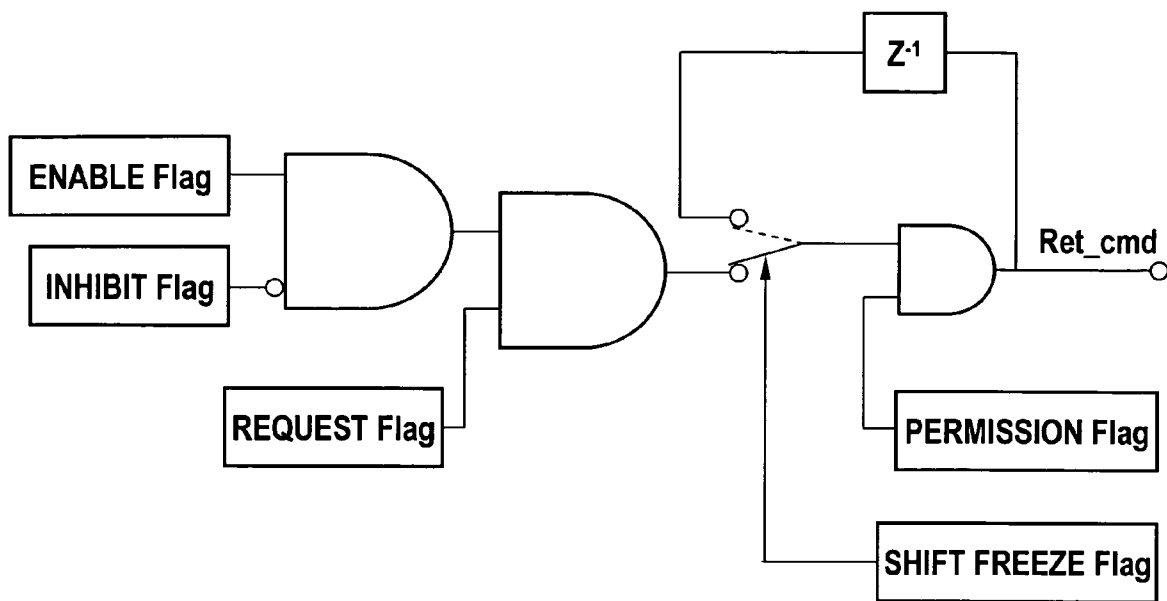 Z-1
ENABLE Flag
INHIBIT Flag
Ret_cmd
REQUEST Flag
PERMISSION Flag
SHIFT FREEZE Flag